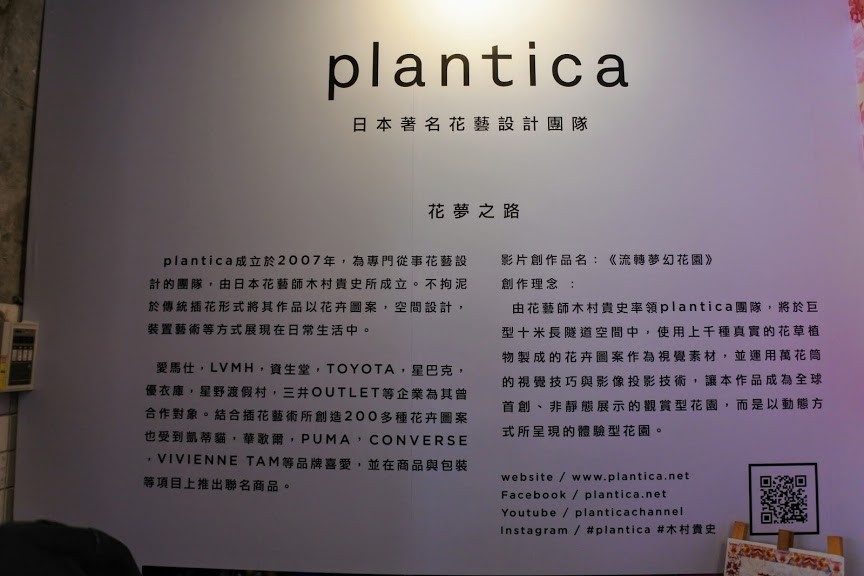 plantica
日本著名花藝設計團隊
花夢之路
plantica成立於2007年，為專門從事花藝設
計的團隊，由日本花藝師木村貴史所成立。不拘泥
於傳統插花形式將其作品以花卉圖案，空間設計，
裝置藝術等方式展現在日常生活中。
愛馬仕，LVMH，資生堂，TOYOTA，星巴克，
優衣庫，星野渡假村，三井OUTLET等企業為其曾
合作對象。結合插花藝術所創造200多種花卉圖案
也受到凱蒂貓，華歌爾，PUMA，CONVERSE
，VIVIENNE TAM等品牌喜愛，並在商品與包裝
等項目上推出聯名商品。
影片創作品名：《流轉夢幻花園》
創作理念 ：
由花藝師木村貴史率領plantica團隊，將於巨
型十米長隧道空間中，使用上千種真實的花草植
物製成的花卉圖案作為視覺素材，並運用萬花筒
的視覺技巧與影像投影技術，讓本作品成為全球
首創、非靜態展示的觀賞型花園，而是以動態方
式所呈現的體驗型花園。
website / www.plantica.net
Facebook / plantica.net
Youtube / planticachannel
Instagram / #plantica #木村貴史